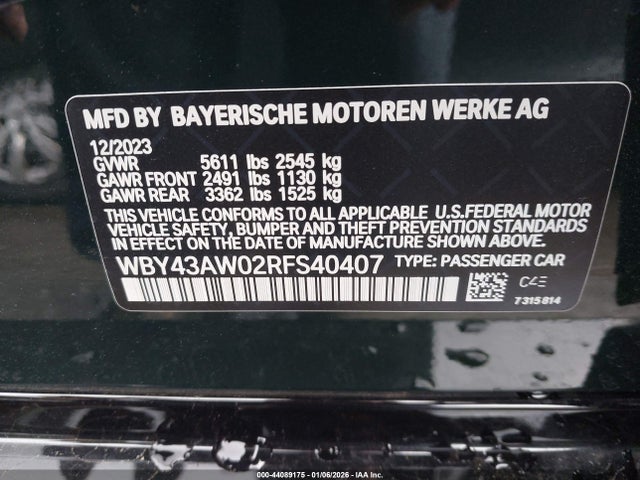 MFD BY BAYERISCHE MOTOREN WERKE AG
12/2023
GVWR 5611 lbs 2545 kg
GAWR FRONT 2491 lbs 1130 kg
GAWR REAR 3362 lbs 1525 kg
THIS VEHICLE CONFORMS TO ALL APPLICABLE U.S.FEDERAL MOTOR
VEHICLE SAFETY, BUMPER AND THEFT PREVENTION STANDARDS
IN EFFECT ON THE DATE OF MANUFACTURE SHOWN ABOVE.
WBY43AW02RFS40407 TYPE: PASSENGER CAR
C4E
7315814
000-44089175 - 01/06/2026 - IAA Inc.